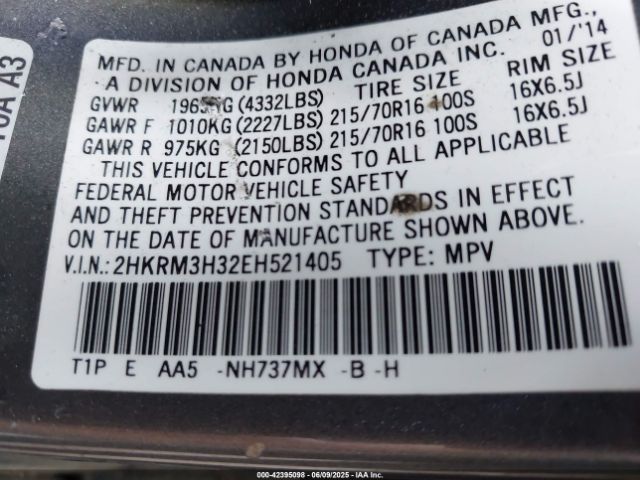 MFD. IN CANADA BY HONDA OF CANADA MFG.,
A DIVISION OF HONDA CANADA INC. 01/'14
GVWR (4332LBS) TIRE SIZE RIM SIZE
GAWR F 1010KG (2227LBS) 215/70R16 100S 16X6.5J
GAWR R 975KG (2150LBS) 215/70R16 100S 16X6.5J
THIS VEHICLE CONFORMS TO ALL APPLICABLE
FEDERAL MOTOR VEHICLE SAFETY
AND THEFT PREVENTION STANDARDS IN EFFECT
ON THE DATE OF MANUFACTURE SHOWN ABOVE.
V.I.N.: 2HKRM3H32EH521405 TYPE: MPV
T1P E AA5 -NH737MX -B -H
A3
000-42395098 - 06/09/2025 - IAA Inc.